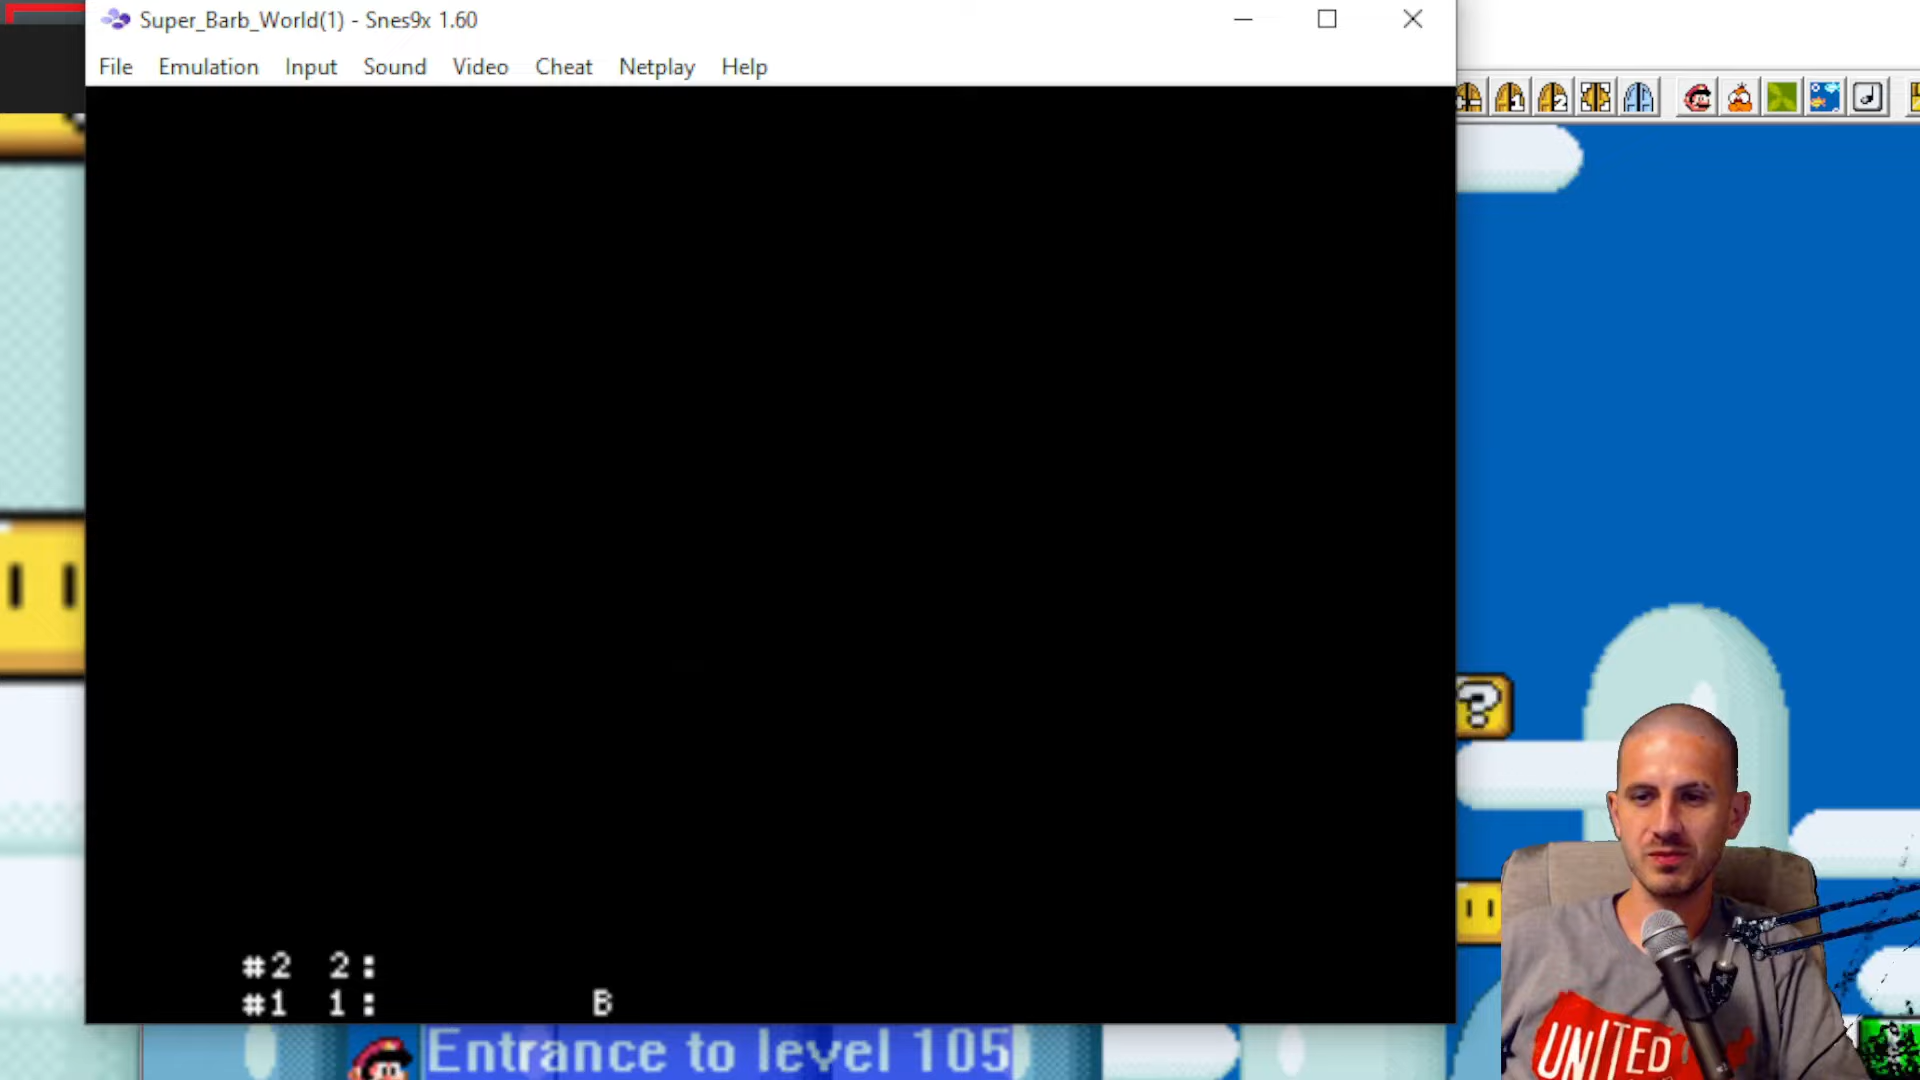 Super_Barb_World(1) - Snes9x 1.60
File Emulation Input Sound Video Cheat Netplay Help
#2 2:
#1 1: B
Entrance to level 105
UNITED